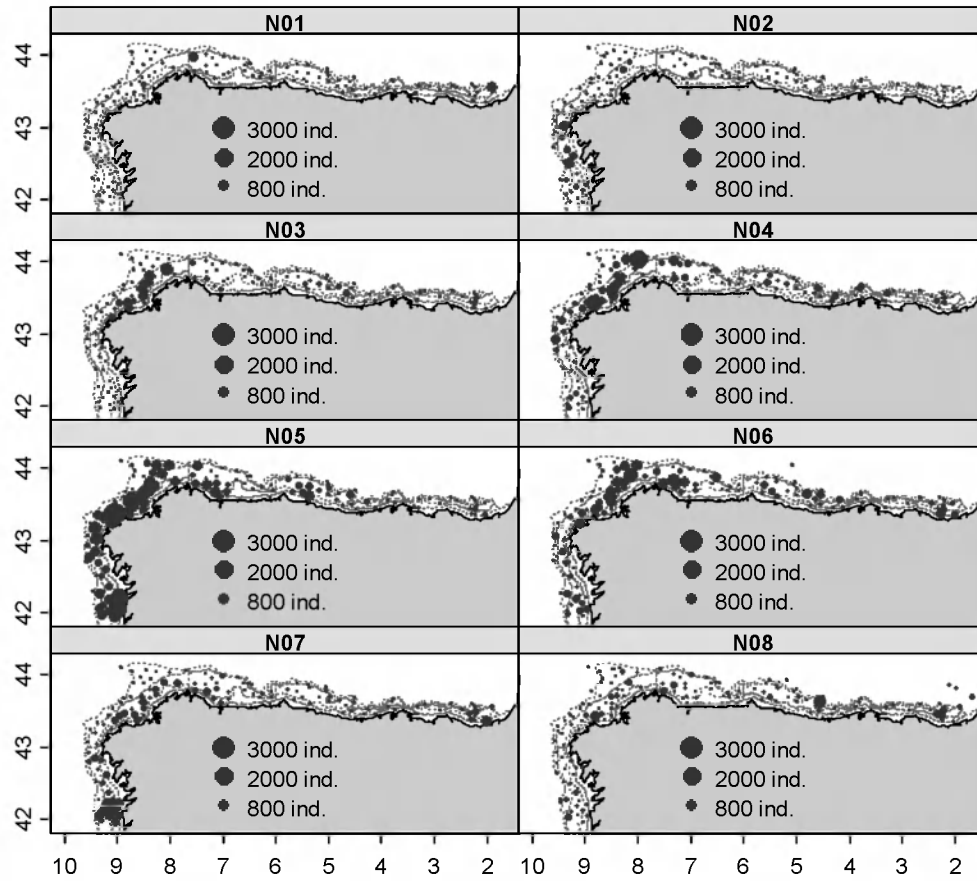 N01 N02
44
43
42
3000 ind. 3000 ind.
2000 ind. 2000 ind.
800 ind. 800 ind.
N03 N04
44
43
42
3000 ind. 3000 ind.
2000 ind. 2000 ind.
800 ind. 800 ind.
N05 N06
44
43
42
3000 ind. 3000 ind.
2000 ind. 2000 ind.
800 ind. 800 ind.
N07 N08
44
43
42
3000 ind. 3000 ind.
2000 ind. 2000 ind.
800 ind. 800 ind.
10 9 8 7 6 5 4 3 2 10 9 8 7 6 5 4 3 2